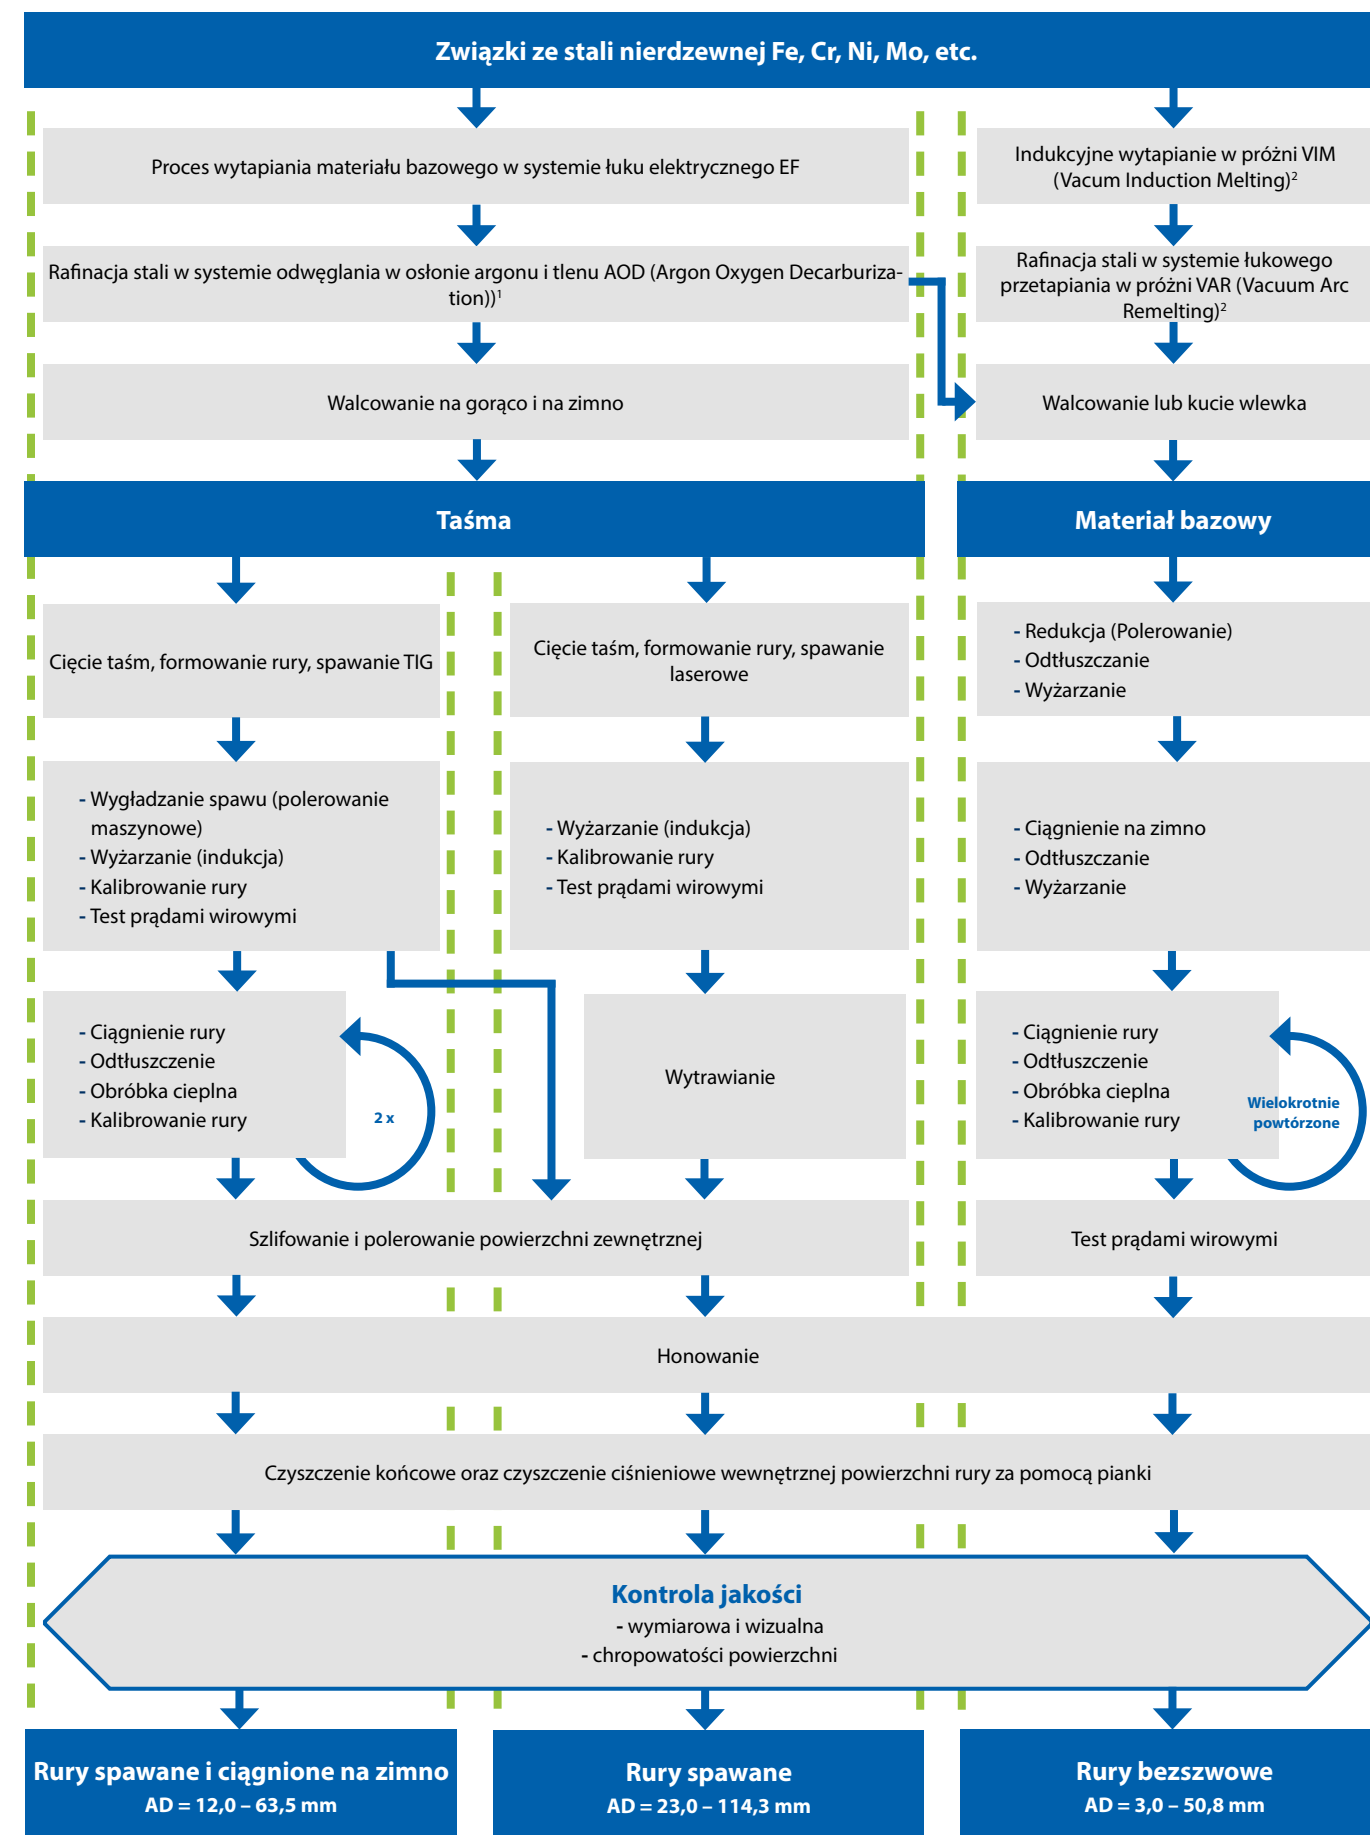 Związki ze stali nierdzewnej Fe, Cr, Ni, Mo, etc.
Proces wytapiania materiału bazowego w systemie łuku elektrycznego EF
Indukcyjne wytapianie w próżni VIM
(Vacum Induction Melting)²
Rafinacja stali w systemie odwęglania w osłonie argonu i tlenu AOD (Argon Oxygen Decarburiza-
tion))¹
Rafinacja stali w systemie łukowego
przetapiania w próżni VAR (Vacuum Arc
Remelting)²
Walcowanie na gorąco i na zimno
Walcowanie lub kucie wlewka
Taśma
Materiał bazowy
Cięcie taśm, formowanie rury, spawanie TIG
Cięcie taśm, formowanie rury, spawanie
laserowe
- Redukcja (Polerowanie)
- Odtłuszczanie
- Wyżarzanie
- Wygładzanie spawu (polerowanie
maszynowe)
- Wyżarzanie (indukcja)
- Kalibrowanie rury
- Test prądami wirowymi
- Wyżarzanie (indukcja)
- Kalibrowanie rury
- Test prądami wirowymi
- Ciągnienie na zimno
- Odtłuszczanie
- Wyżarzanie
- Ciągnienie rury
- Odtłuszczenie
- Obróbka cieplna
- Kalibrowanie rury
2 x
Wytrawianie
- Ciągnienie rury
- Odtłuszczenie
- Obróbka cieplna
- Kalibrowanie rury
Wielokrotnie
powtórzone
Szlifowanie i polerowanie powierzchni zewnętrznej
Test prądami wirowymi
Honowanie
Czyszczenie końcowe oraz czyszczenie ciśnieniowe wewnętrznej powierzchni rury za pomocą pianki
Kontrola jakości
- wymiarowa i wizualna
- chropowatości powierzchni
Rury spawane i ciągnione na zimno
AD = 12,0 – 63,5 mm
Rury spawane
AD = 23,0 – 114,3 mm
Rury bezszwowe
AD = 3,0 – 50,8 mm